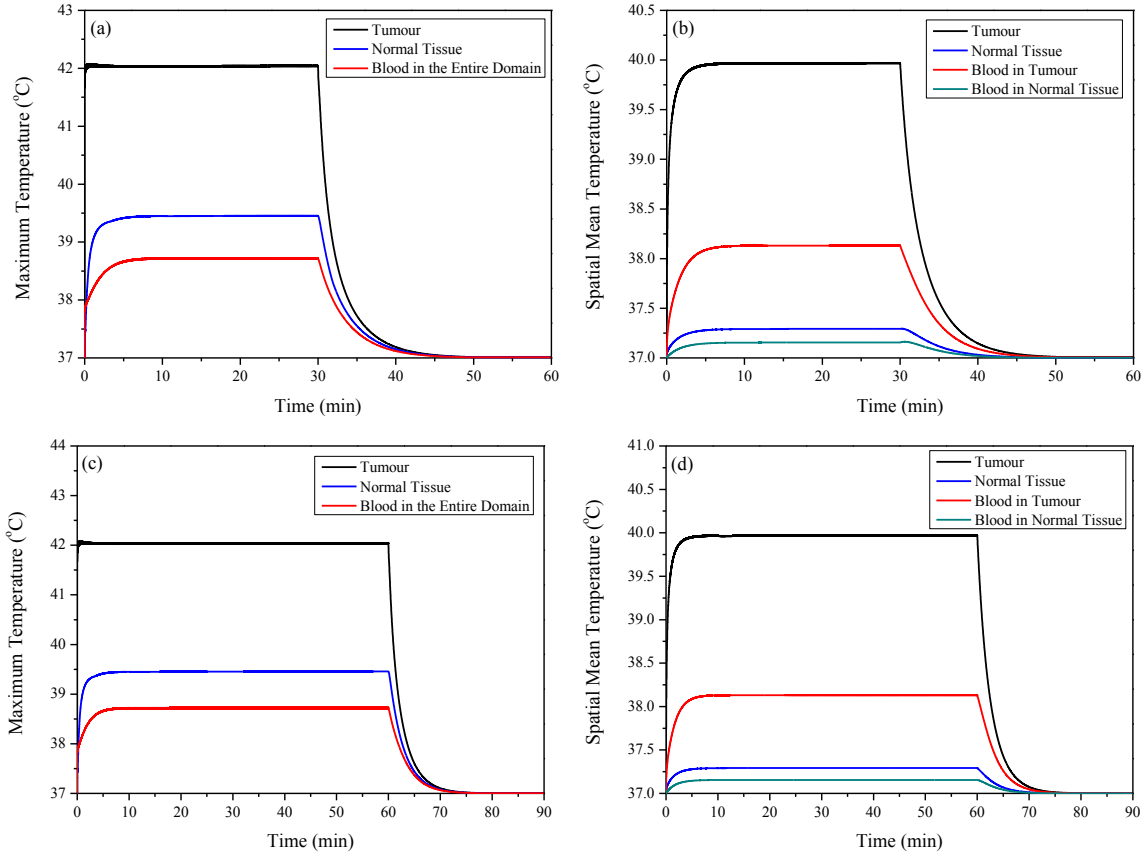 (a)
Tumour
Normal Tissue
Blood in the Entire Domain
Maximum Temperature (°C)
43
42
41
40
39
38
37
0 10 20 30 40 50 60
Time (min)
(b)
Tumour
Normal Tissue
Blood in Tumour
Blood in Normal Tissue
Spatial Mean Temperature (°C)
40.5
40.0
39.5
39.0
38.5
38.0
37.5
37.0
0 10 20 30 40 50 60
Time (min)
(c)
Tumour
Normal Tissue
Blood in the Entire Domain
Maximum Temperature (°C)
44
43
42
41
40
39
38
37
0 10 20 30 40 50 60 70 80 90
Time (min)
(d)
Tumour
Normal Tissue
Blood in Tumour
Blood in Normal Tissue
Spatial Mean Temperature (°C)
41.0
40.5
40.0
39.5
39.0
38.5
38.0
37.5
37.0
0 10 20 30 40 50 60 70 80 90
Time (min)